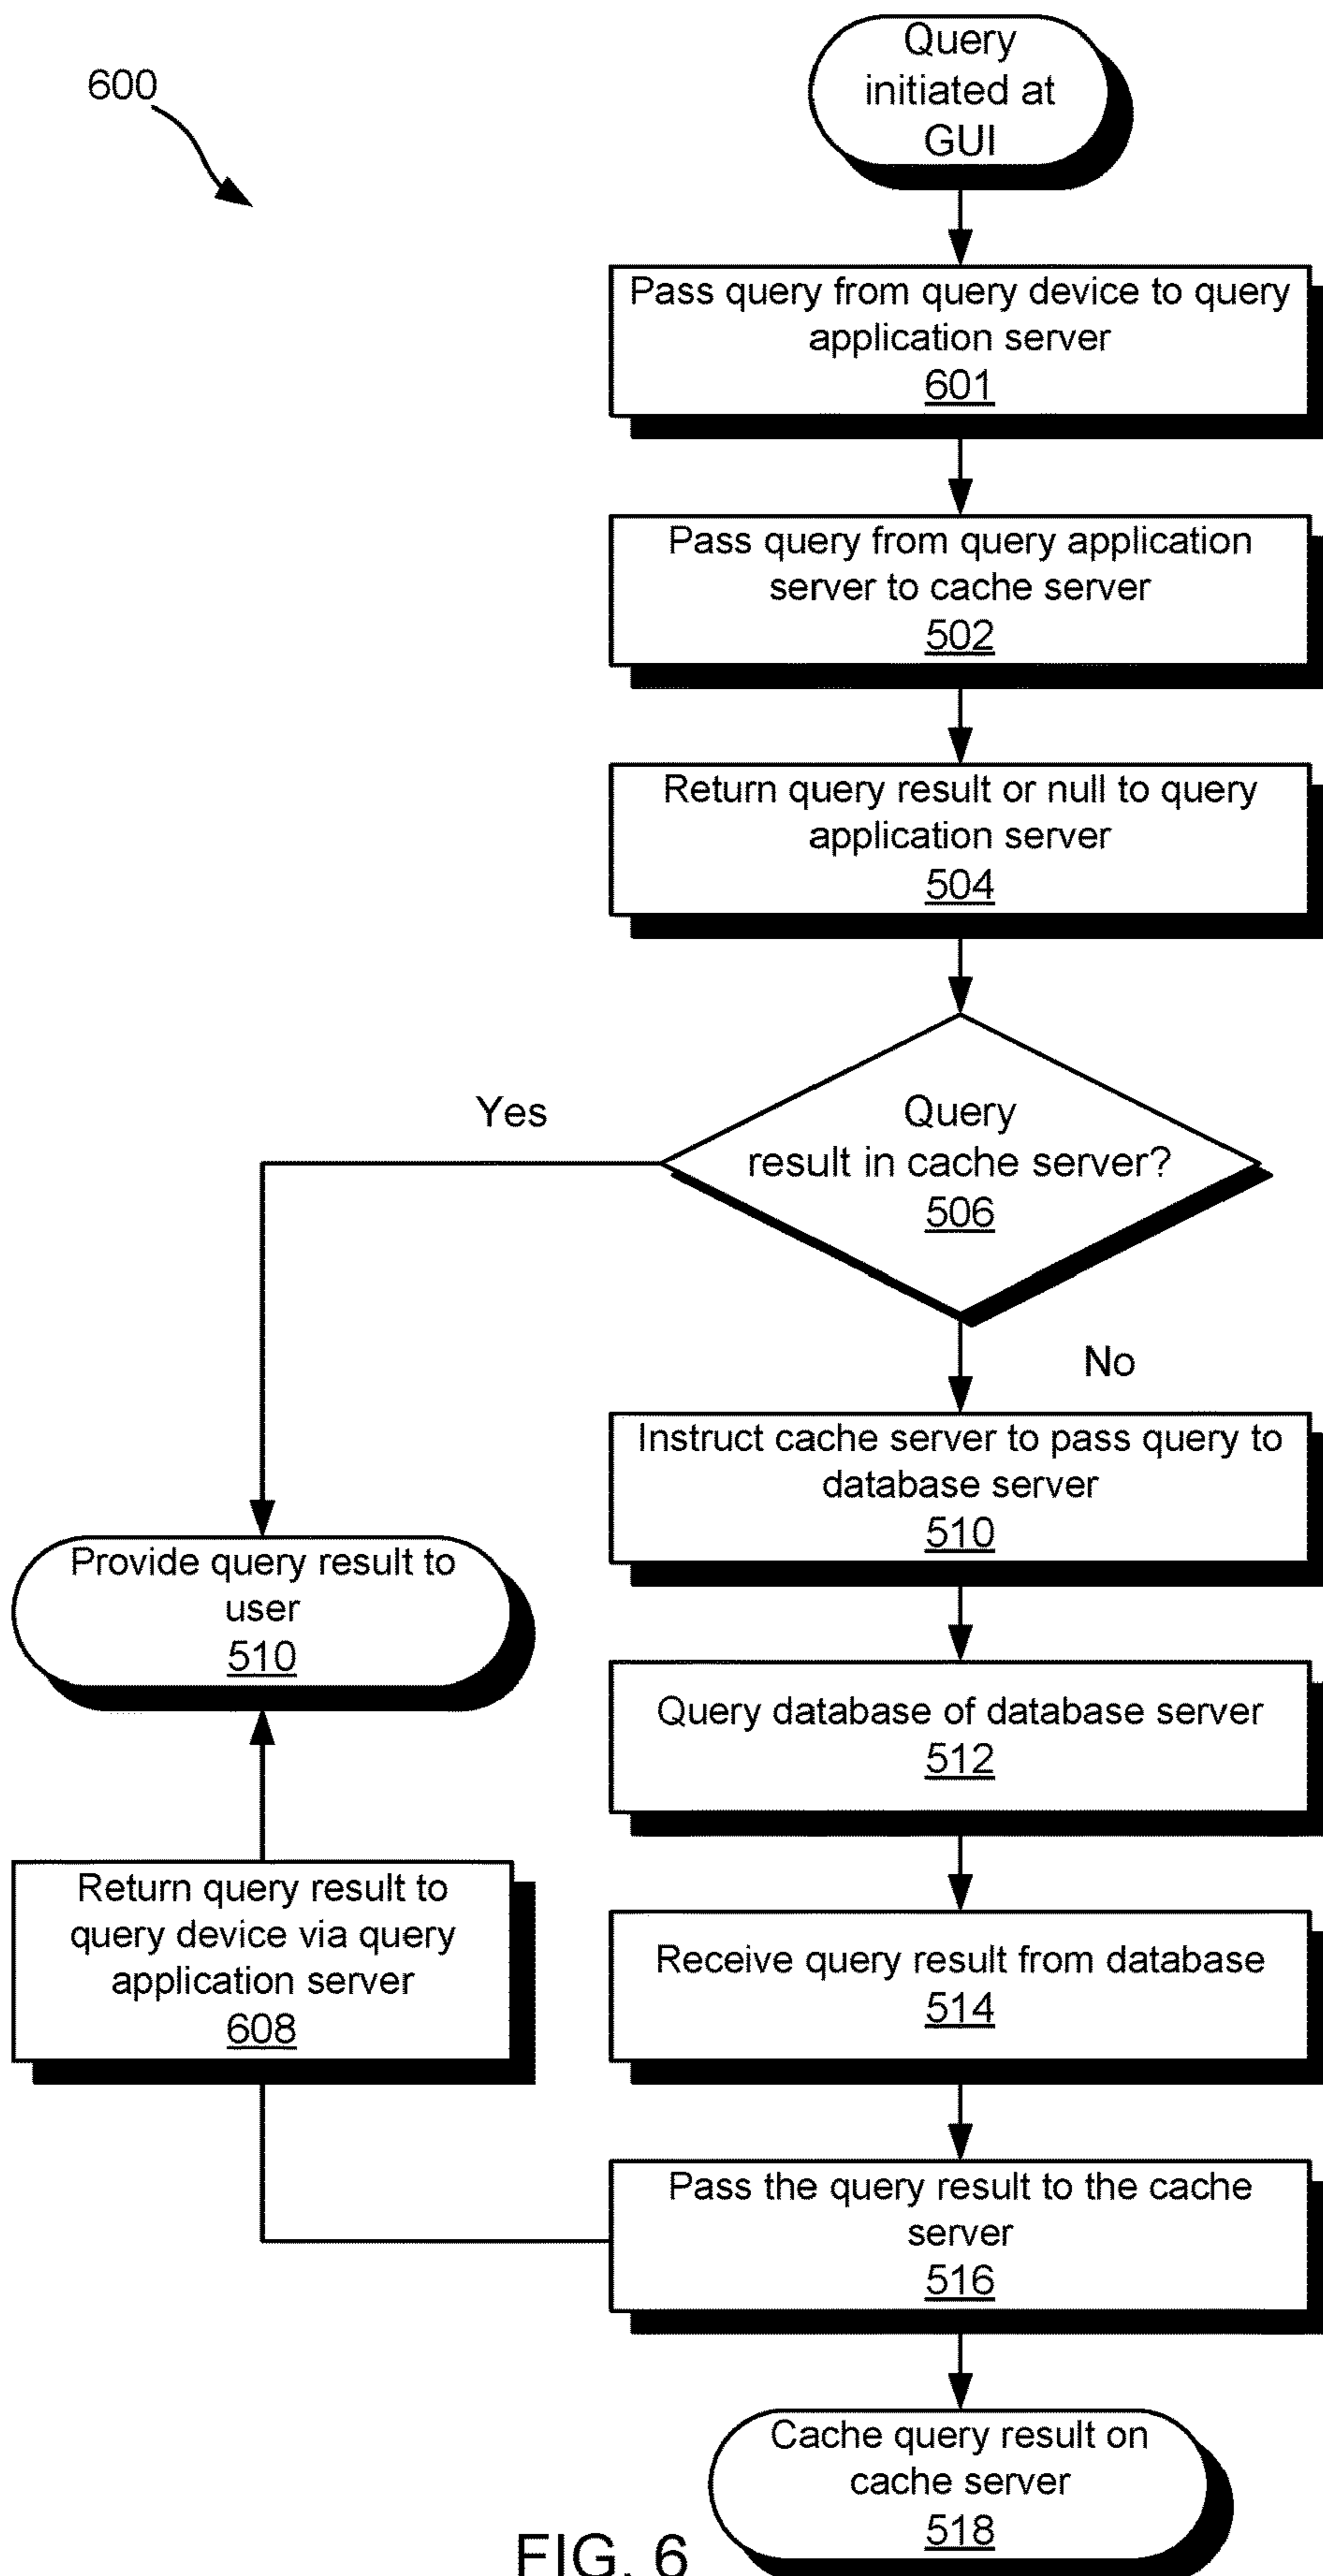 600
Query
initiated at
GUI
Pass query from query device to query
application server
601
Pass query from query application
server to cache server
502
Return query result or null to query
application server
504
Yes
Query
result in cache server?
506
No
Instruct cache server to pass query to
database server
510
Provide query result to
user
510
Query database of database server
512
Return query result to
query device via query
application server
608
Receive query result from database
514
Pass the query result to the cache
server
516
Cache query result on
cache server
518
FIG. 6